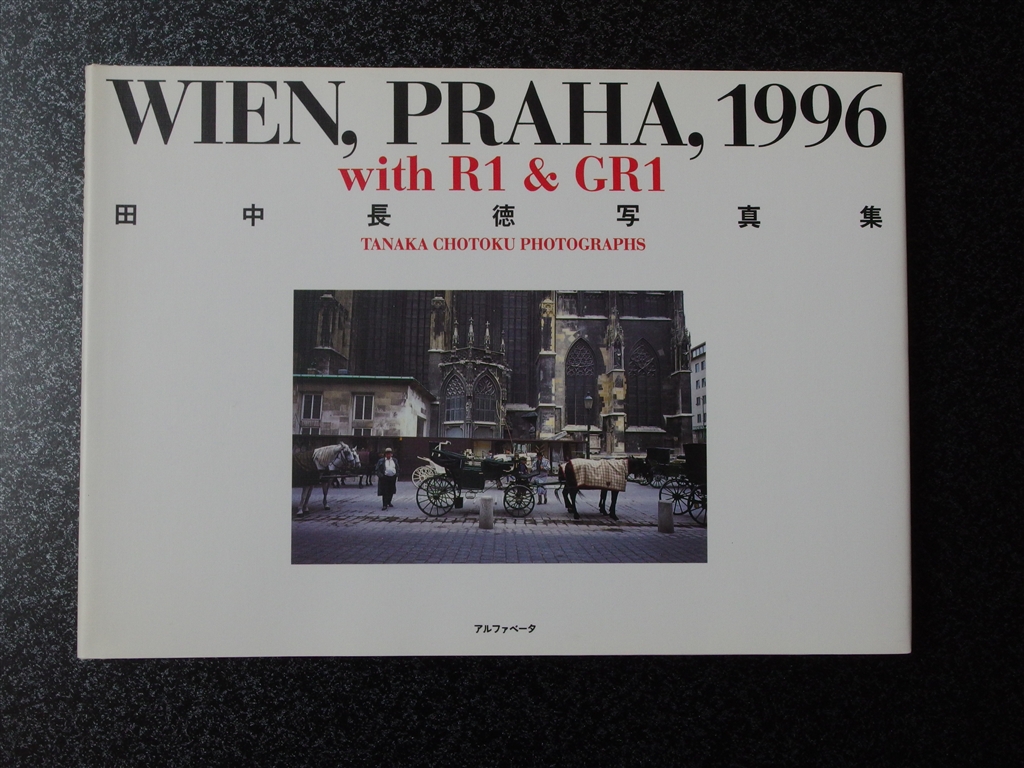 WIEN, PRAHA, 1996
with R1 & GR1
田中長徳写真集
TANAKA CHOTOKU PHOTOGRAPHS
アルファベータ